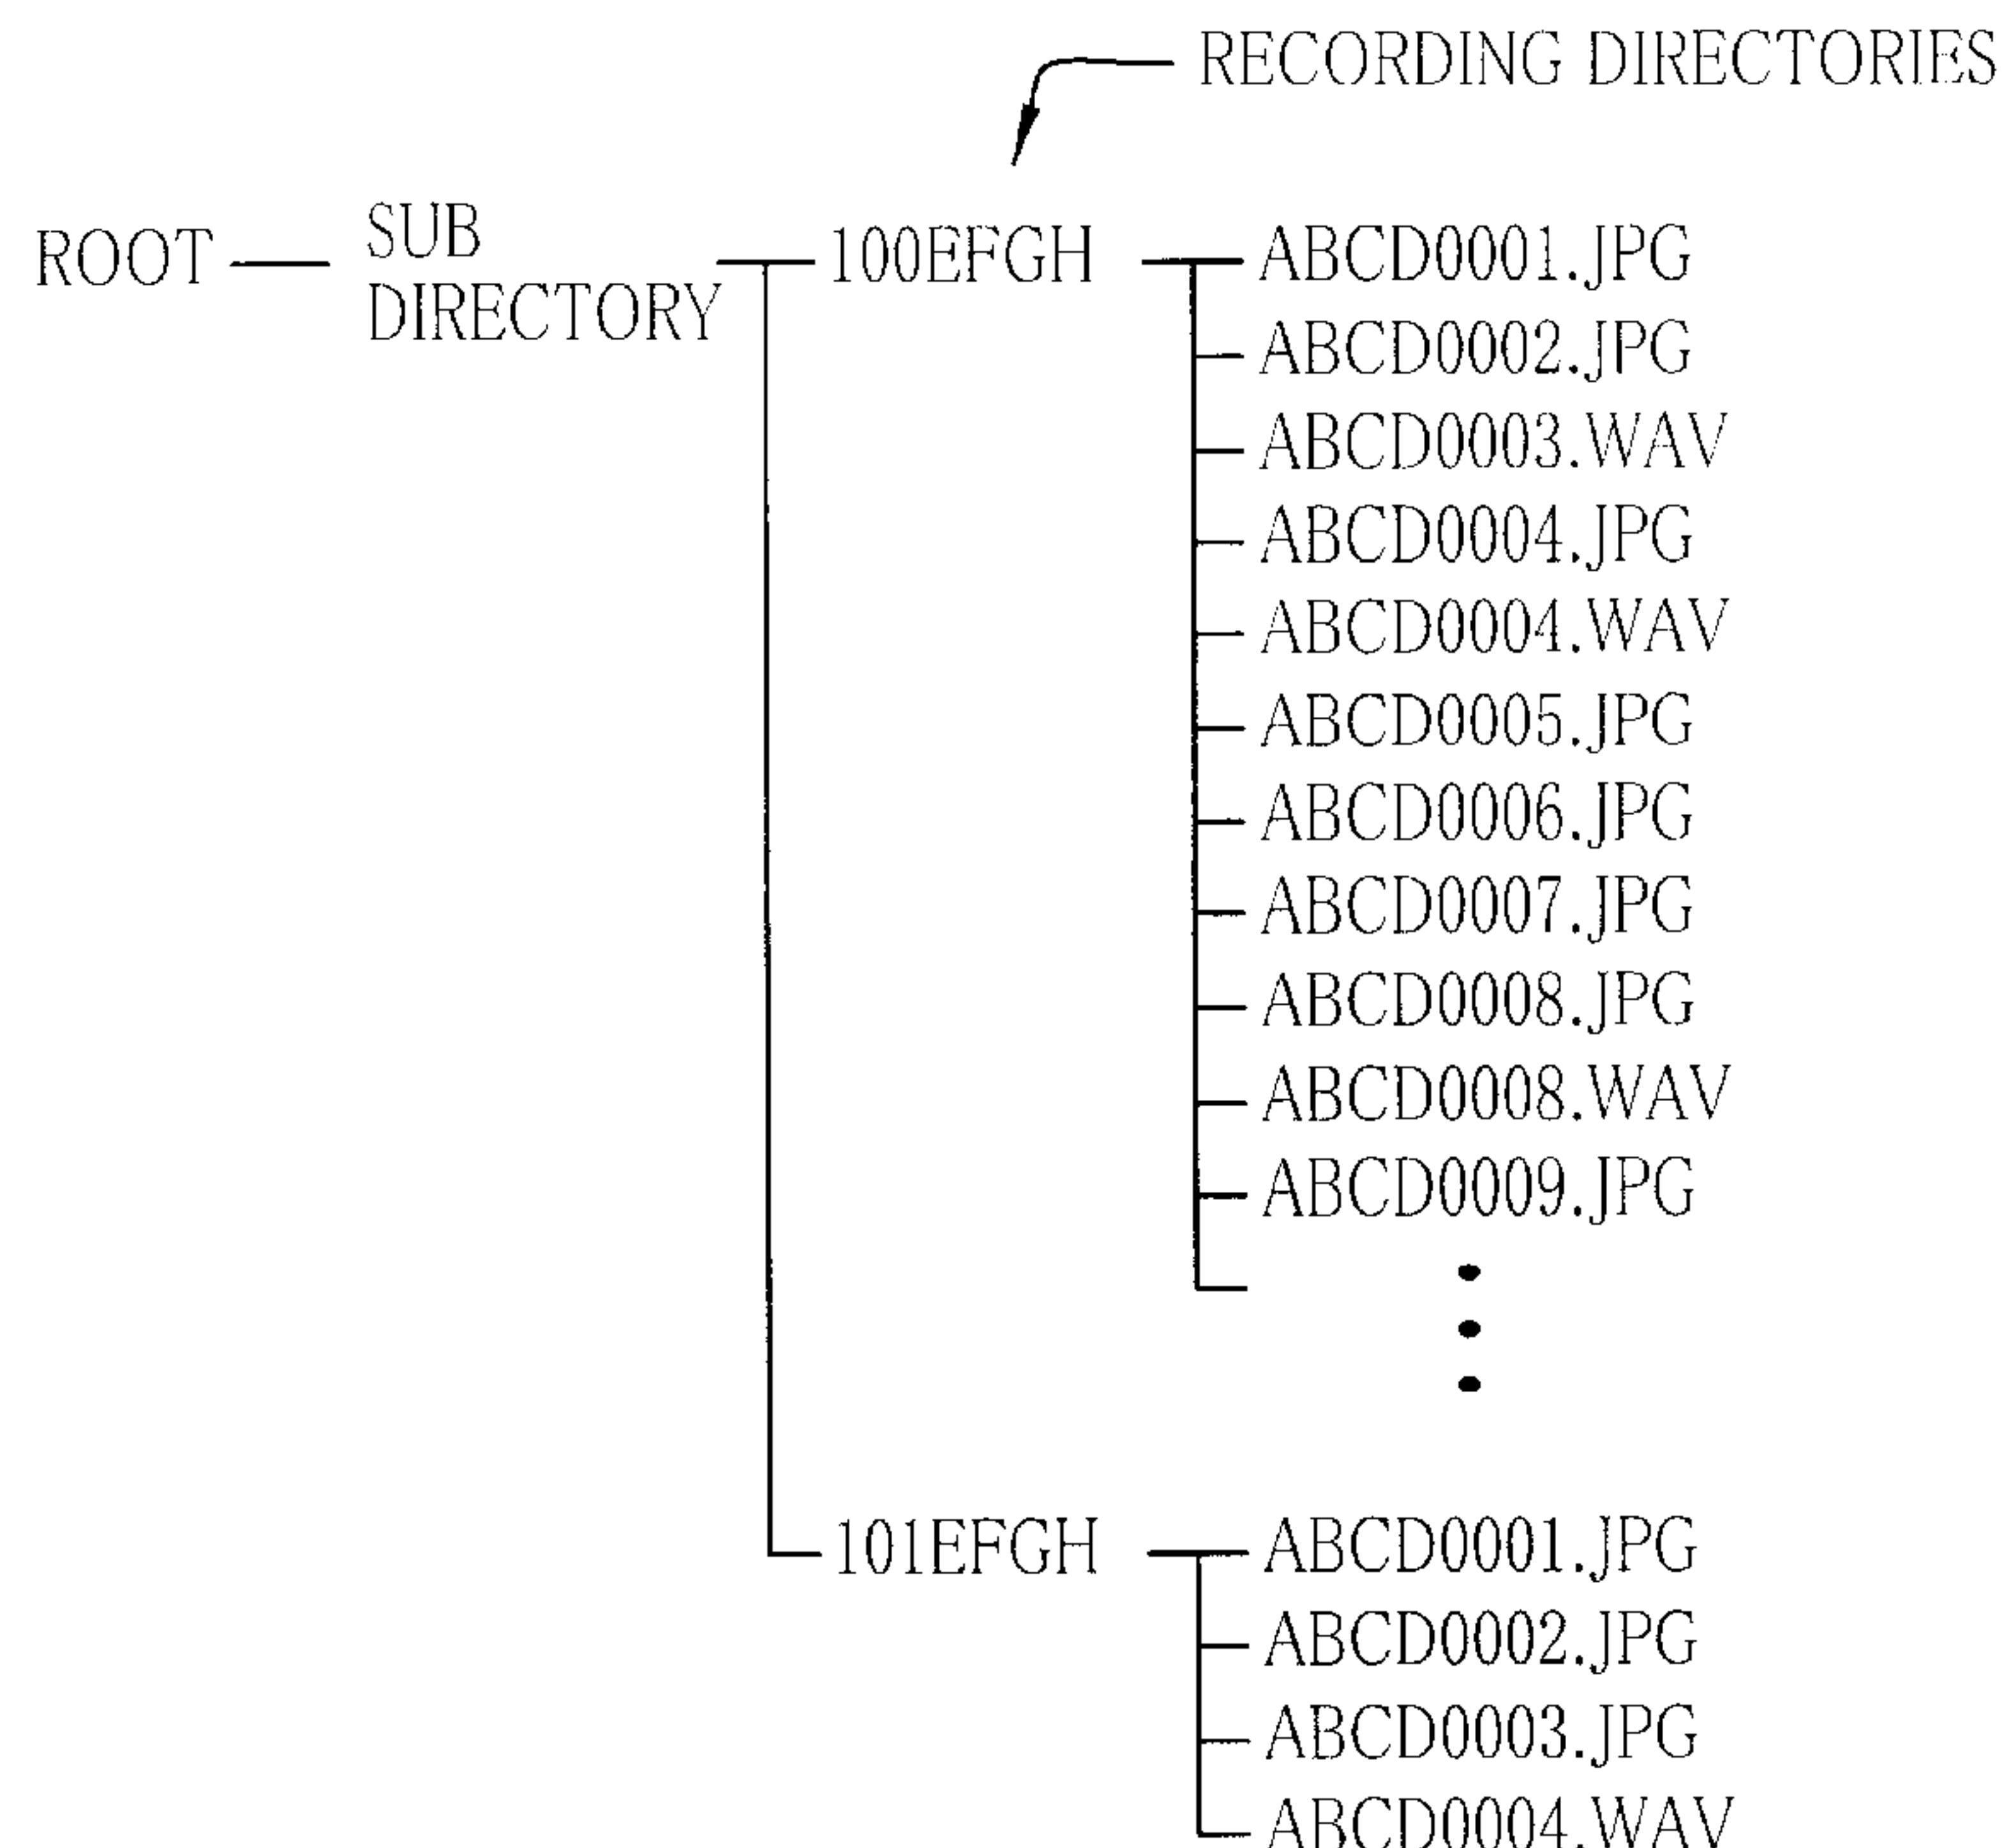 RECORDING DIRECTORIES
ROOT
SUB
DIRECTORY
100EFGH
ABCD0001.JPG
ABCD0002.JPG
ABCD0003.WAV
ABCD0004.JPG
ABCD0004.WAV
ABCD0005.JPG
ABCD0006.JPG
ABCD0007.JPG
ABCD0008.JPG
ABCD0008.WAV
ABCD0009.JPG
101EFGH
ABCD0001.JPG
ABCD0002.JPG
ABCD0003.JPG
ABCD0004.WAV